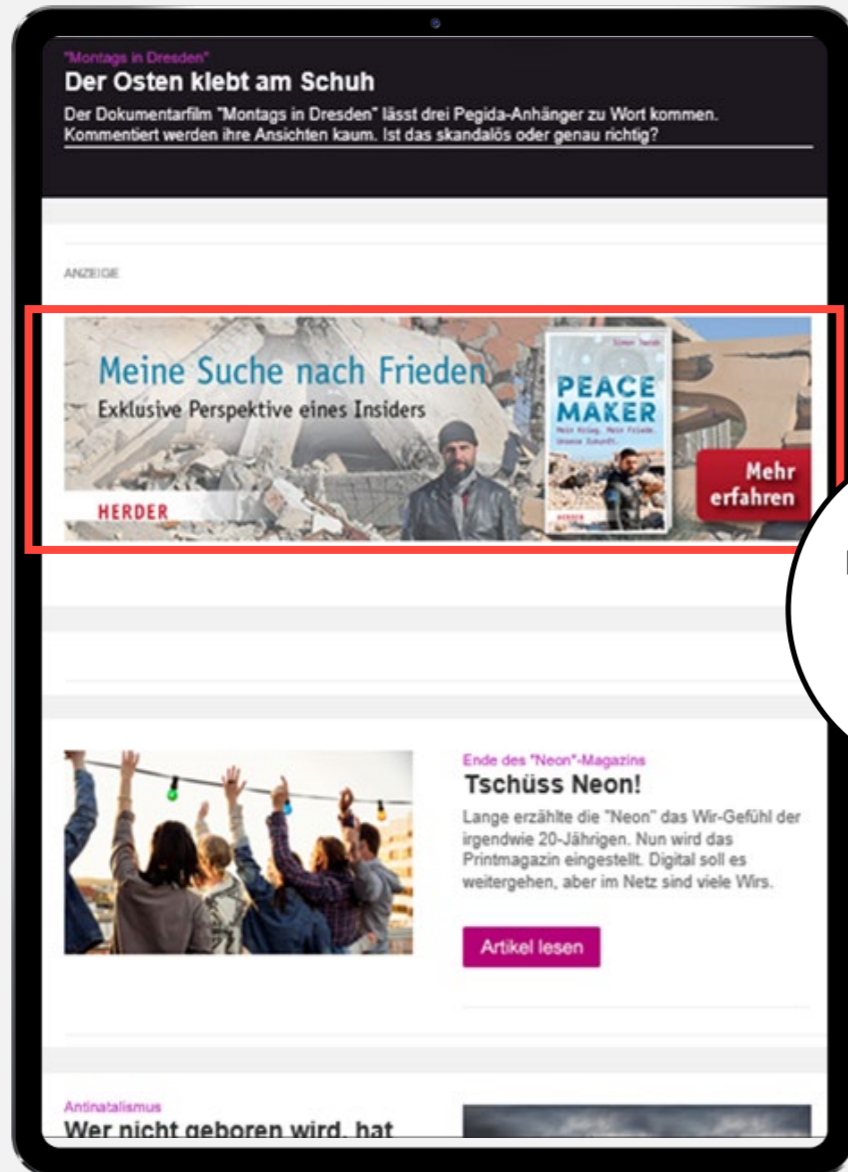 "Montags in Dresden"
Der Osten klebt am Schuh
Der Dokumentarfilm "Montags in Dresden" lässt drei Pegida-Anhänger zu Wort kommen.
Kommentiert werden ihre Ansichten kaum. Ist das skandalös oder genau richtig?
ANZEIGE
Meine Suche nach Frieden
Exklusive Perspektive eines Insiders
HERDER
Simon Jacob
PEACE
MAKER
Mein Krieg. Mein Friede.
Unsere Zukunft.
HERDER
Mehr
erfahren
Ende des "Neon"-Magazins
Tschüss Neon!
Lange erzählte die "Neon" das Wir-Gefühl der
irgendwie 20-Jährigen. Nun wird das
Printmagazin eingestellt. Digital soll es
weitergehen, aber im Netz sind viele Wirs.
Artikel lesen
Antinatalismus
Wer nicht geboren wird, hat